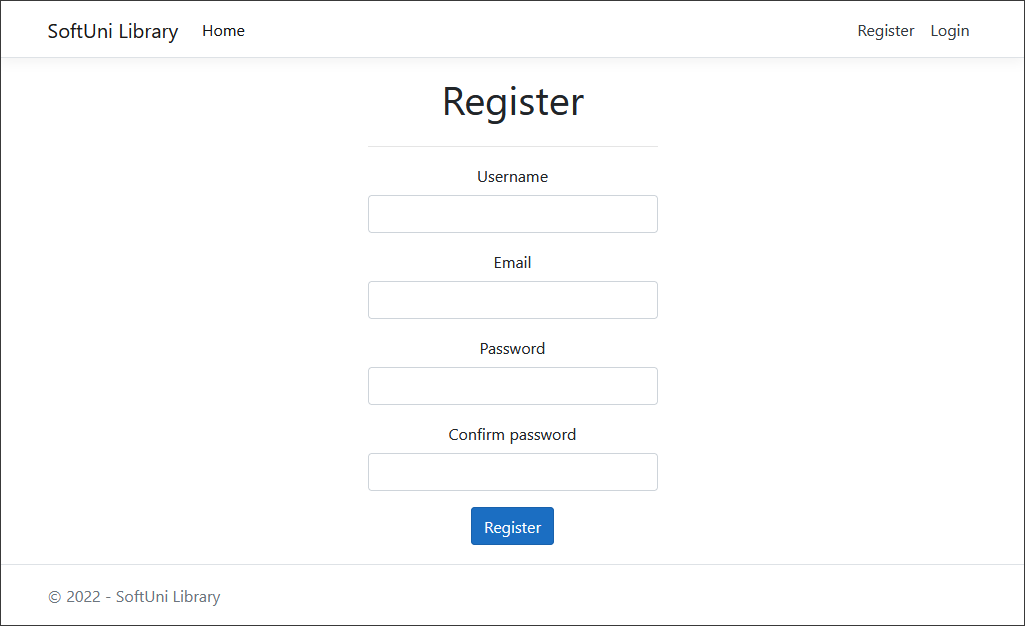 SoftUni Library Home Register Login
Register
Username
Email
Password
Confirm password
Register
© 2022 - SoftUni Library